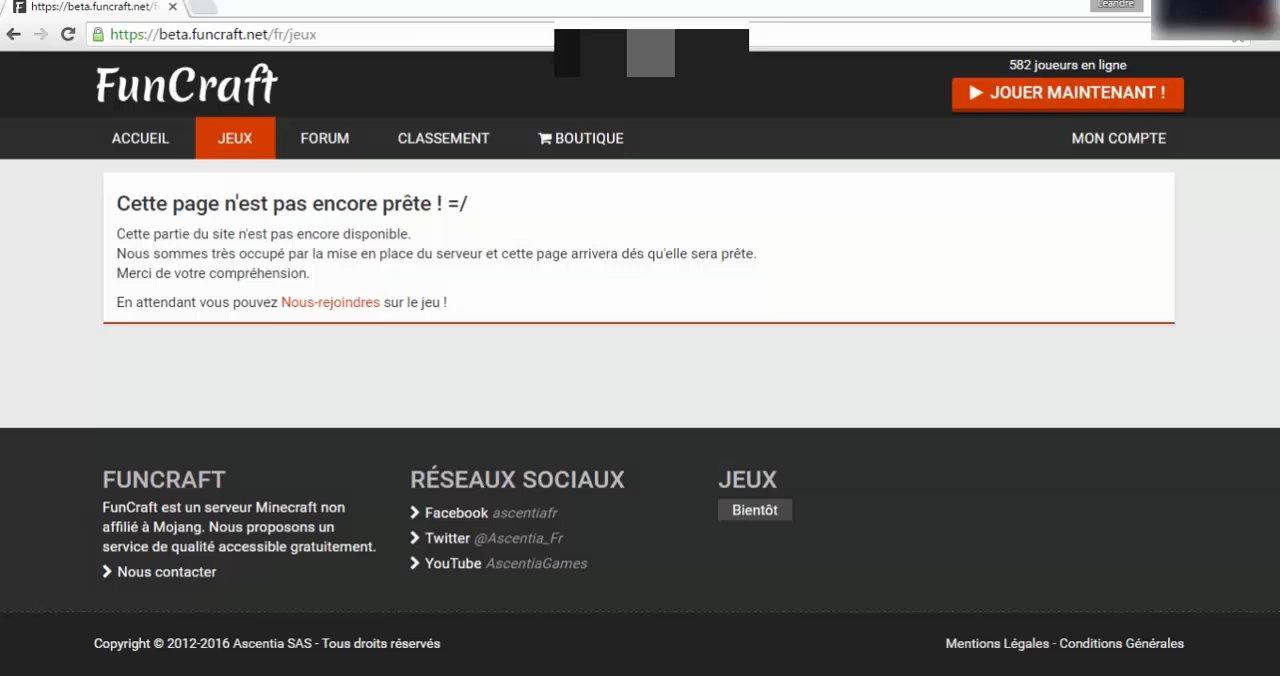 https://beta.funcraft.net/f
Leandre
https://beta.funcraft.net/fr/jeux
FunCraft
582 joueurs en ligne
JOUER MAINTENANT !
ACCUEIL JEUX FORUM CLASSEMENT BOUTIQUE MON COMPTE
Cette page n'est pas encore prête ! =/
Cette partie du site n'est pas encore disponible.
Nous sommes très occupé par la mise en place du serveur et cette page arrivera dés qu'elle sera prête.
Merci de votre compréhension.
En attendant vous pouvez Nous-rejoindres sur le jeu !
FUNCRAFT
FunCraft est un serveur Minecraft non
affilié à Mojang. Nous proposons un
service de qualité accessible gratuitement.
Nous contacter
RÉSEAUX SOCIAUX
Facebook ascentiafr
Twitter @Ascentia_Fr
YouTube AscentiaGames
JEUX
Bientôt
Copyright © 2012-2016 Ascentia SAS - Tous droits réservés
Mentions Légales - Conditions Générales